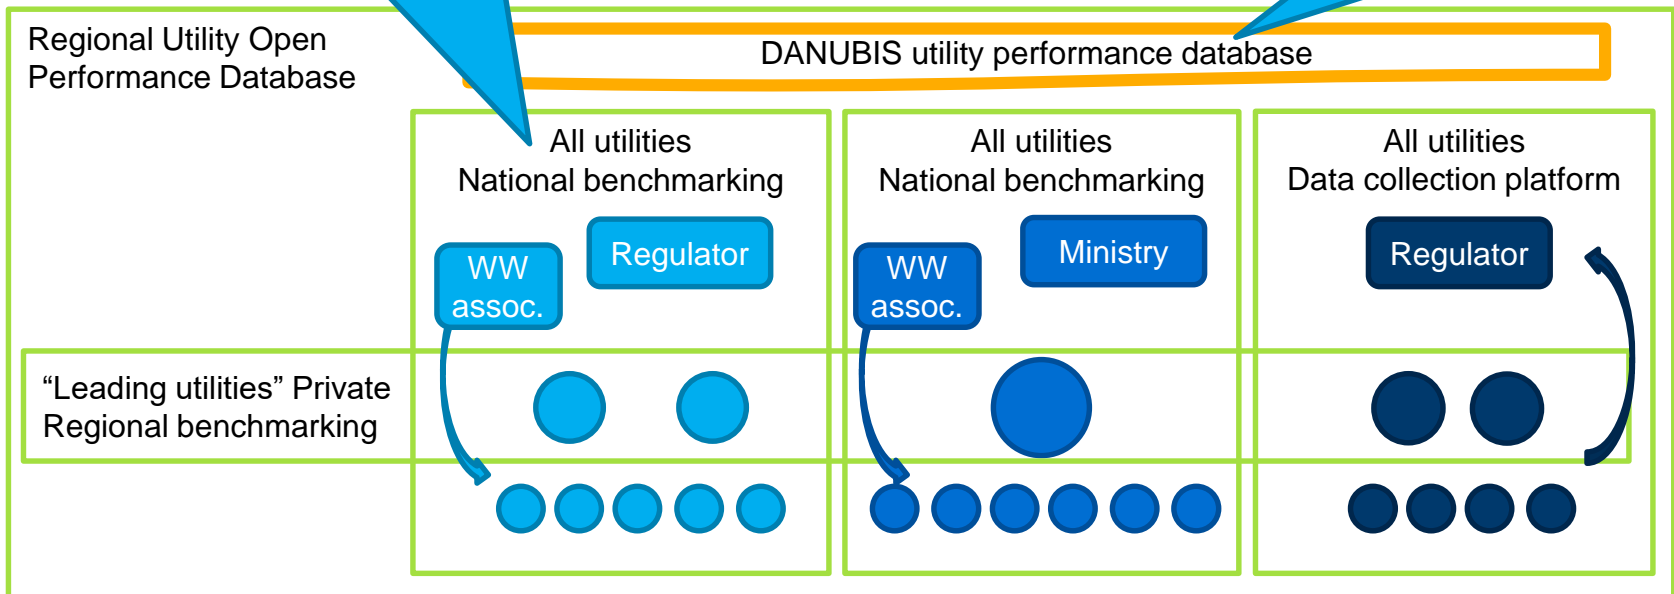 Regional Utility Open
Performance Database
DANUBIS utility performance database
All utilities
National benchmarking
All utilities
National benchmarking
All utilities
Data collection platform
WW
assoc.
Regulator
WW
assoc.
Ministry
Regulator
“Leading utilities” Private
Regional benchmarking